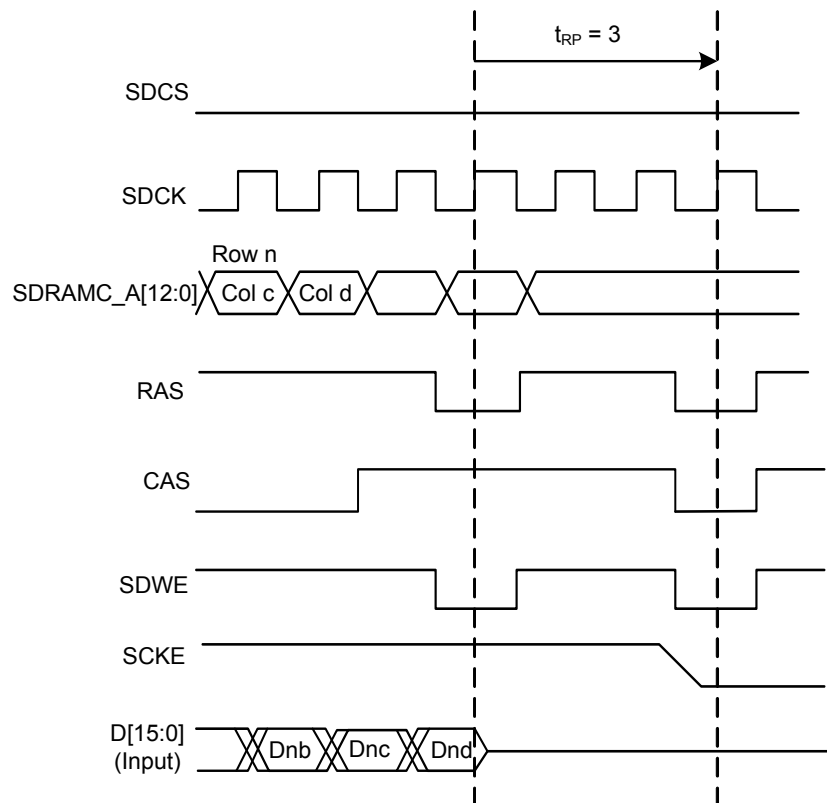 tRP = 3
SDCS
SDCK
Row n
SDRAMC_A[12:0] Col c Col d
RAS
CAS
SDWE
SCKE
D[15:0]
(Input)
Dnb Dnc Dnd